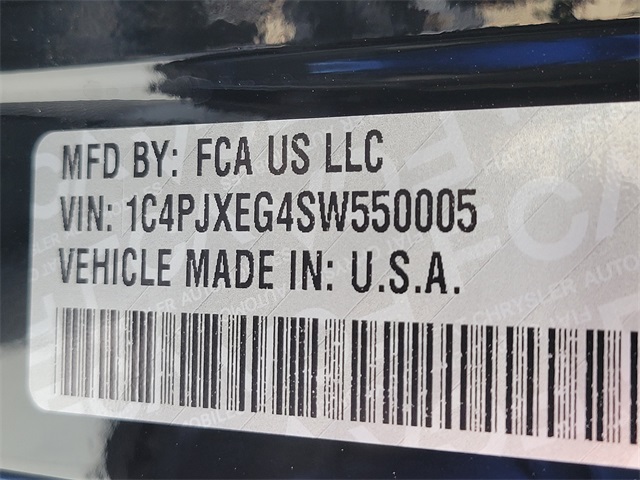 MFD BY: FCA US LLC
VIN: 1C4PJXEG4SW550005
VEHICLE MADE IN: U.S.A.